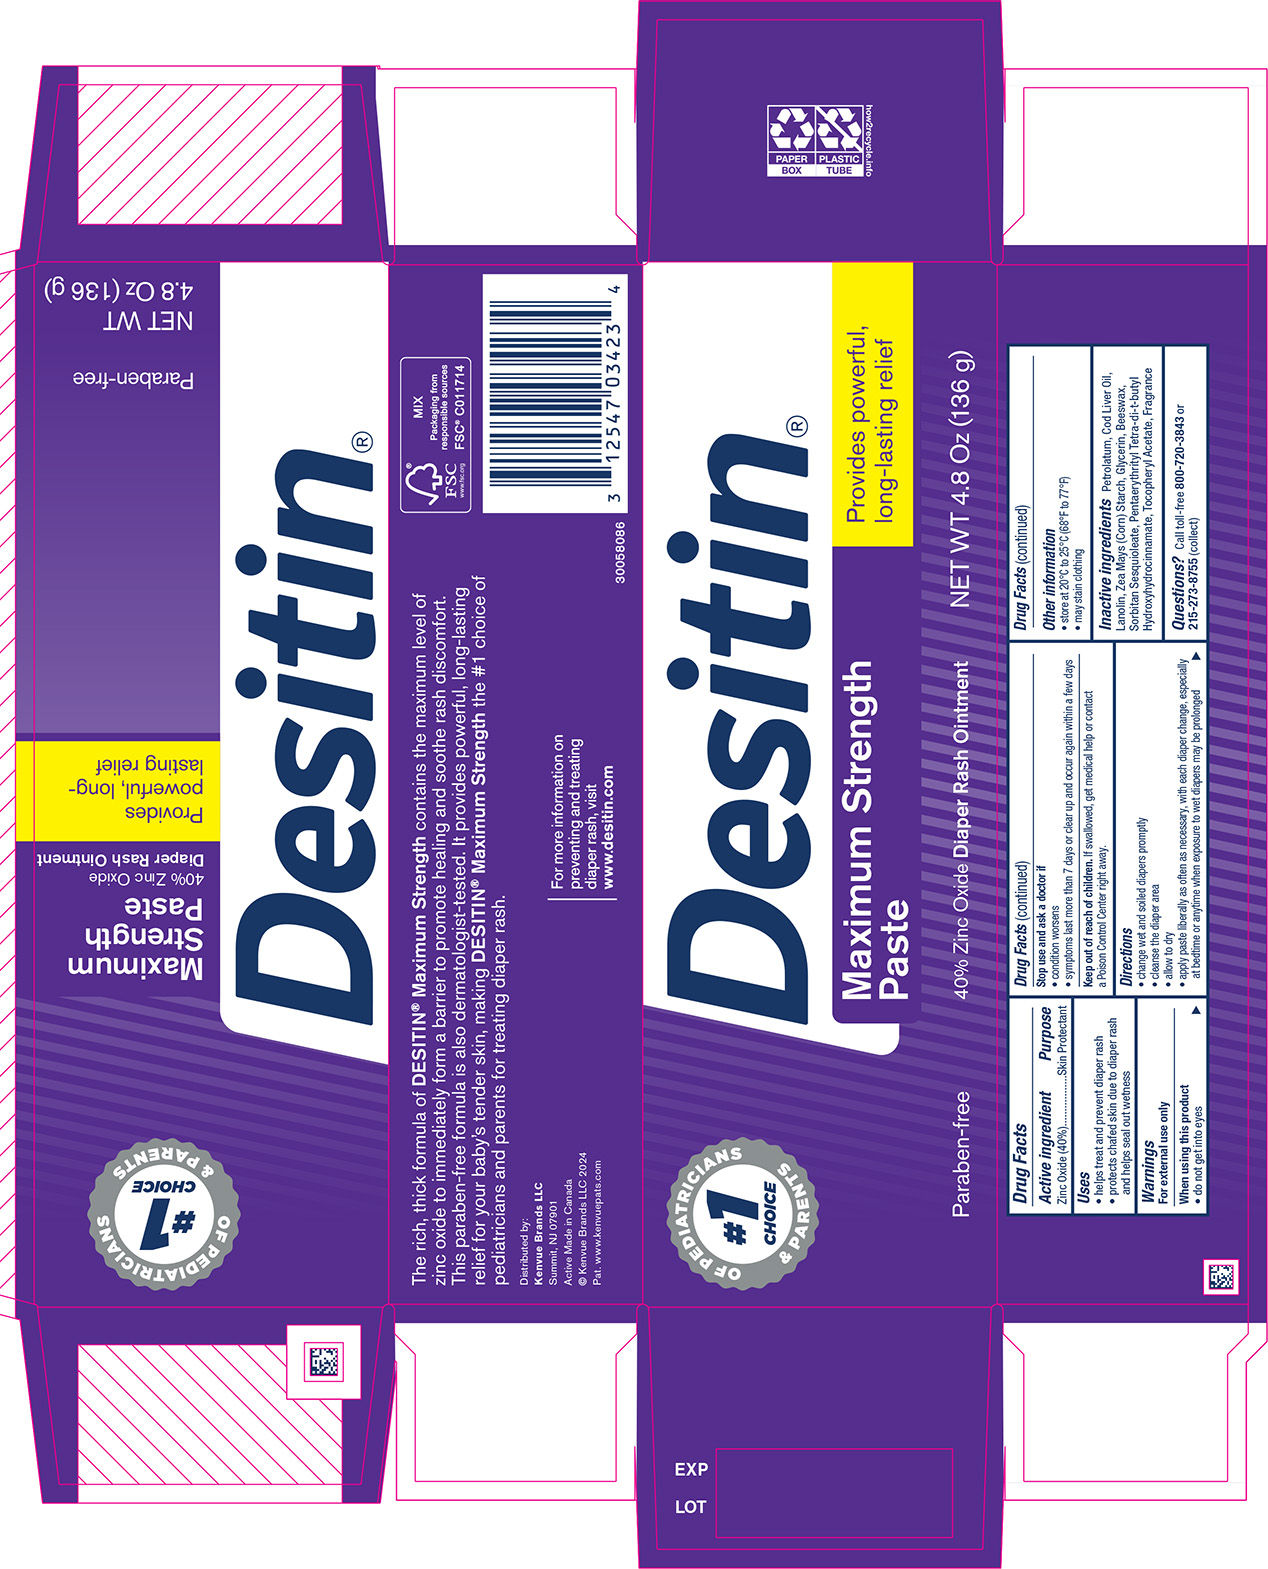 OF PEDIATRICIANS
#1
CHOICE
& PARENTS
Maximum
Strength
Paste
40% Zinc Oxide
Diaper Rash Ointment
Provides
powerful, long-
lasting relief
Paraben-free
NET WT
4.8 Oz (136 g)
Desitin®
The rich, thick formula of DESITIN® Maximum Strength contains the maximum level of
zinc oxide to immediately form a barrier to promote healing and soothe rash discomfort.
This paraben-free formula is also dermatologist-tested. It provides powerful, long-lasting
relief for your baby's tender skin, making DESITIN® Maximum Strength the #1 choice of
pediatricians and parents for treating diaper rash.
Distributed by:
Kenvue Brands LLC
Summit, NJ 07901
Active Made in Canada
© Kenvue Brands LLC 2024
Pat. www.kenvuepats.com
For more information on
preventing and treating
diaper rash, visit
www.desitin.com
30058086
®
FSC
www.fsc.org
MIX
Packaging from
responsible sources
FSC® C011714
3 12547 03423 4
EXP
LOT
OF PEDIATRICIANS
#1
CHOICE
& PARENTS
Desitin®
Maximum Strength
Paste
Provides powerful,
long-lasting relief
Paraben-free
40% Zinc Oxide Diaper Rash Ointment
NET WT 4.8 Oz (136 g)
PAPER
BOX
PLASTIC
TUBE
how2recycle.info
Drug Facts
Active ingredient Purpose
Zinc Oxide (40%).................Skin Protectant
Uses
• helps treat and prevent diaper rash
• protects chafed skin due to diaper rash
and helps seal out wetness
Warnings
For external use only
When using this product
• do not get into eyes
Drug Facts (continued)
Stop use and ask a doctor if
• condition worsens
• symptoms last more than 7 days or clear up and occur again within a few days
Keep out of reach of children. If swallowed, get medical help or contact
a Poison Control Center right away.
Directions
• change wet and soiled diapers promptly
• cleanse the diaper area
• allow to dry
• apply paste liberally as often as necessary, with each diaper change, especially
at bedtime or anytime when exposure to wet diapers may be prolonged
Drug Facts (continued)
Other information
• store at 20°C to 25°C (68°F to 77°F)
• may stain clothing
Inactive ingredients Petrolatum, Cod Liver Oil,
Lanolin, Zea Mays (Corn) Starch, Glycerin, Beeswax,
Sorbitan Sesquioleate, Pentaerythrityl Tetra-di-t-butyl
Hydroxyhydrocinnamate, Tocopheryl Acetate, Fragrance
Questions? Call toll-free 800-720-3843 or
215-273-8755 (collect)